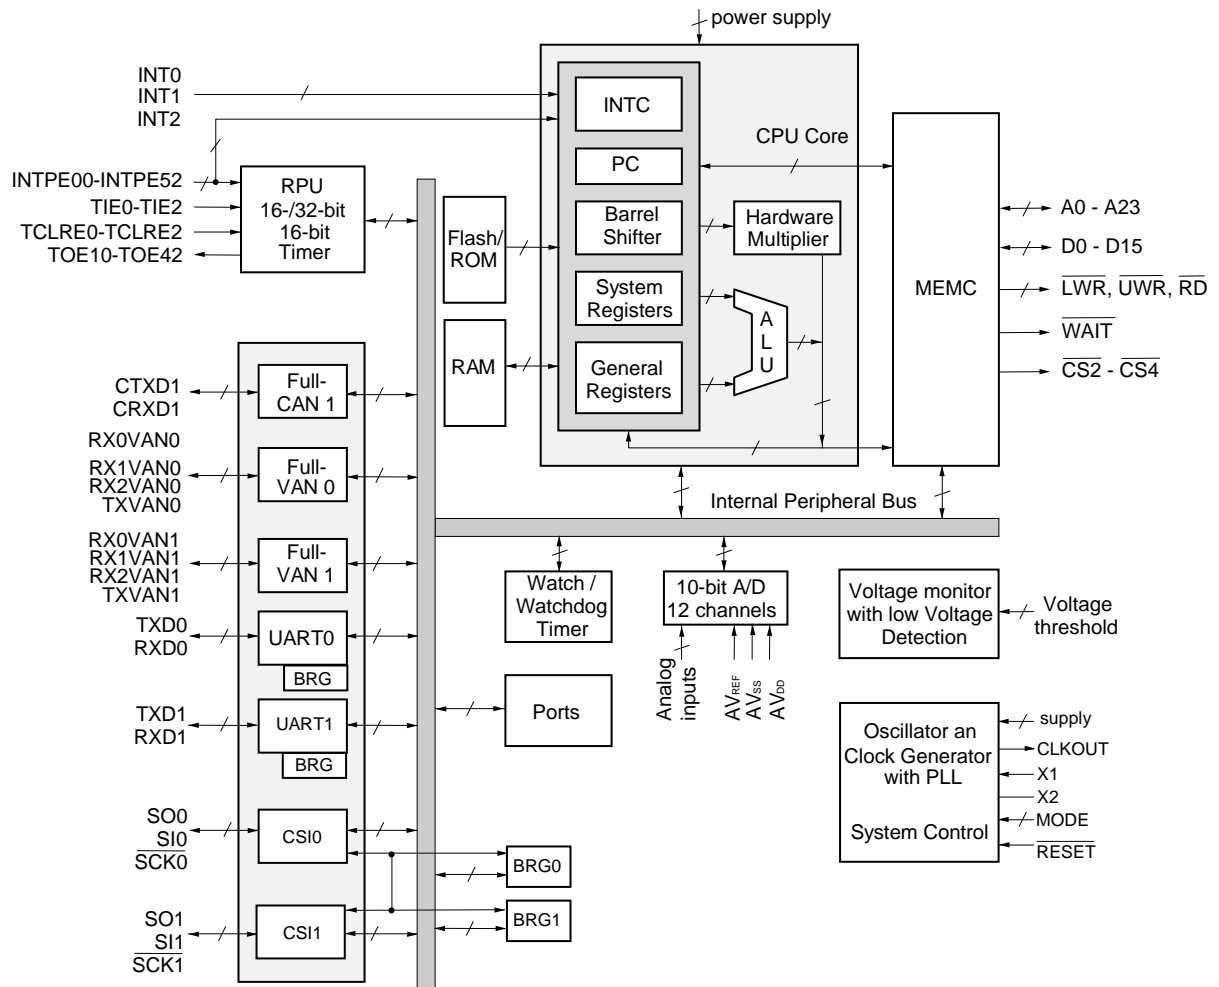 power supply
INT0
INT1
INT2
INTPE00-INTPE52
TIE0-TIE2
TCLRE0-TCLRE2
TOE10-TOE42
RPU
16-/32-bit
16-bit
Timer
Flash/
ROM
RAM
INTC
PC
Barrel
Shifter
System
Registers
General
Registers
CPU Core
Hardware
Multiplier
A
L
U
MEMC
A0 - A23
D0 - D15
LWR, UWR, RD
WAIT
CS2 - CS4
CTXD1
CRXD1
Full-
CAN 1
RX0VAN0
RX1VAN0
RX2VAN0
TXVAN0
Full-
VAN 0
RX0VAN1
RX1VAN1
RX2VAN1
TXVAN1
Full-
VAN 1
TXD0
RXD0
UART0
BRG
TXD1
RXD1
UART1
BRG
SO0
SI0
SCK0
CSI0
SO1
SI1
SCK1
CSI1
BRG0
BRG1
Internal Peripheral Bus
Watch /
Watchdog
Timer
10-bit A/D
12 channels
Analog
inputs
AVREF
AVSS
AVDD
Ports
Voltage monitor
with low Voltage
Detection
Voltage
threshold
Oscillator an
Clock Generator
with PLL
System Control
supply
CLKOUT
X1
X2
MODE
RESET